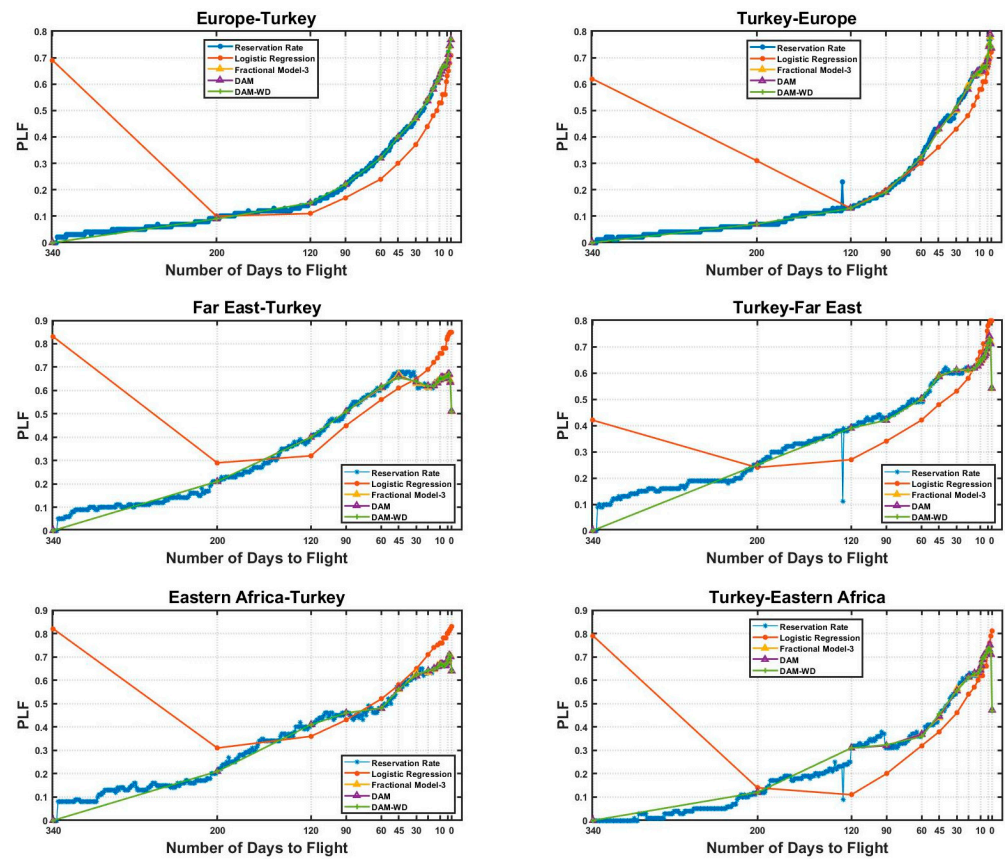 Europe-Turkey
0.8
0.7
0.6
0.5
0.4
0.3
0.2
0.1
0
PLF
Reservation Rate
Logistic Regression
Fractional Model-3
DAM
DAM-WD
340 200 120 90 60 45 30 10 0
Number of Days to Flight
Turkey-Europe
0.8
0.7
0.6
0.5
0.4
0.3
0.2
0.1
0
PLF
Reservation Rate
Logistic Regression
Fractional Model-3
DAM
DAM-WD
340 200 120 90 60 45 30 10 0
Number of Days to Flight
Far East-Turkey
0.9
0.8
0.7
0.6
0.5
0.4
0.3
0.2
0.1
0
PLF
Reservation Rate
Logistic Regression
Fractional Model-3
DAM
DAM-WD
340 200 120 90 60 45 30 10 0
Number of Days to Flight
Turkey-Far East
0.8
0.7
0.6
0.5
0.4
0.3
0.2
0.1
0
PLF
Reservation Rate
Logistic Regression
Fractional Model-3
DAM
DAM-WD
340 200 120 90 60 45 30 10 0
Number of Days to Flight
Eastern Africa-Turkey
0.9
0.8
0.7
0.6
0.5
0.4
0.3
0.2
0.1
0
PLF
Reservation Rate
Logistic Regression
Fractional Model-3
DAM
DAM-WD
340 200 120 90 60 45 30 10 0
Number of Days to Flight
Turkey-Eastern Africa
0.9
0.8
0.7
0.6
0.5
0.4
0.3
0.2
0.1
0
PLF
Reservation Rate
Logistic Regression
Fractional Model-3
DAM
DAM-WD
340 200 120 90 60 45 30 10 0
Number of Days to Flight